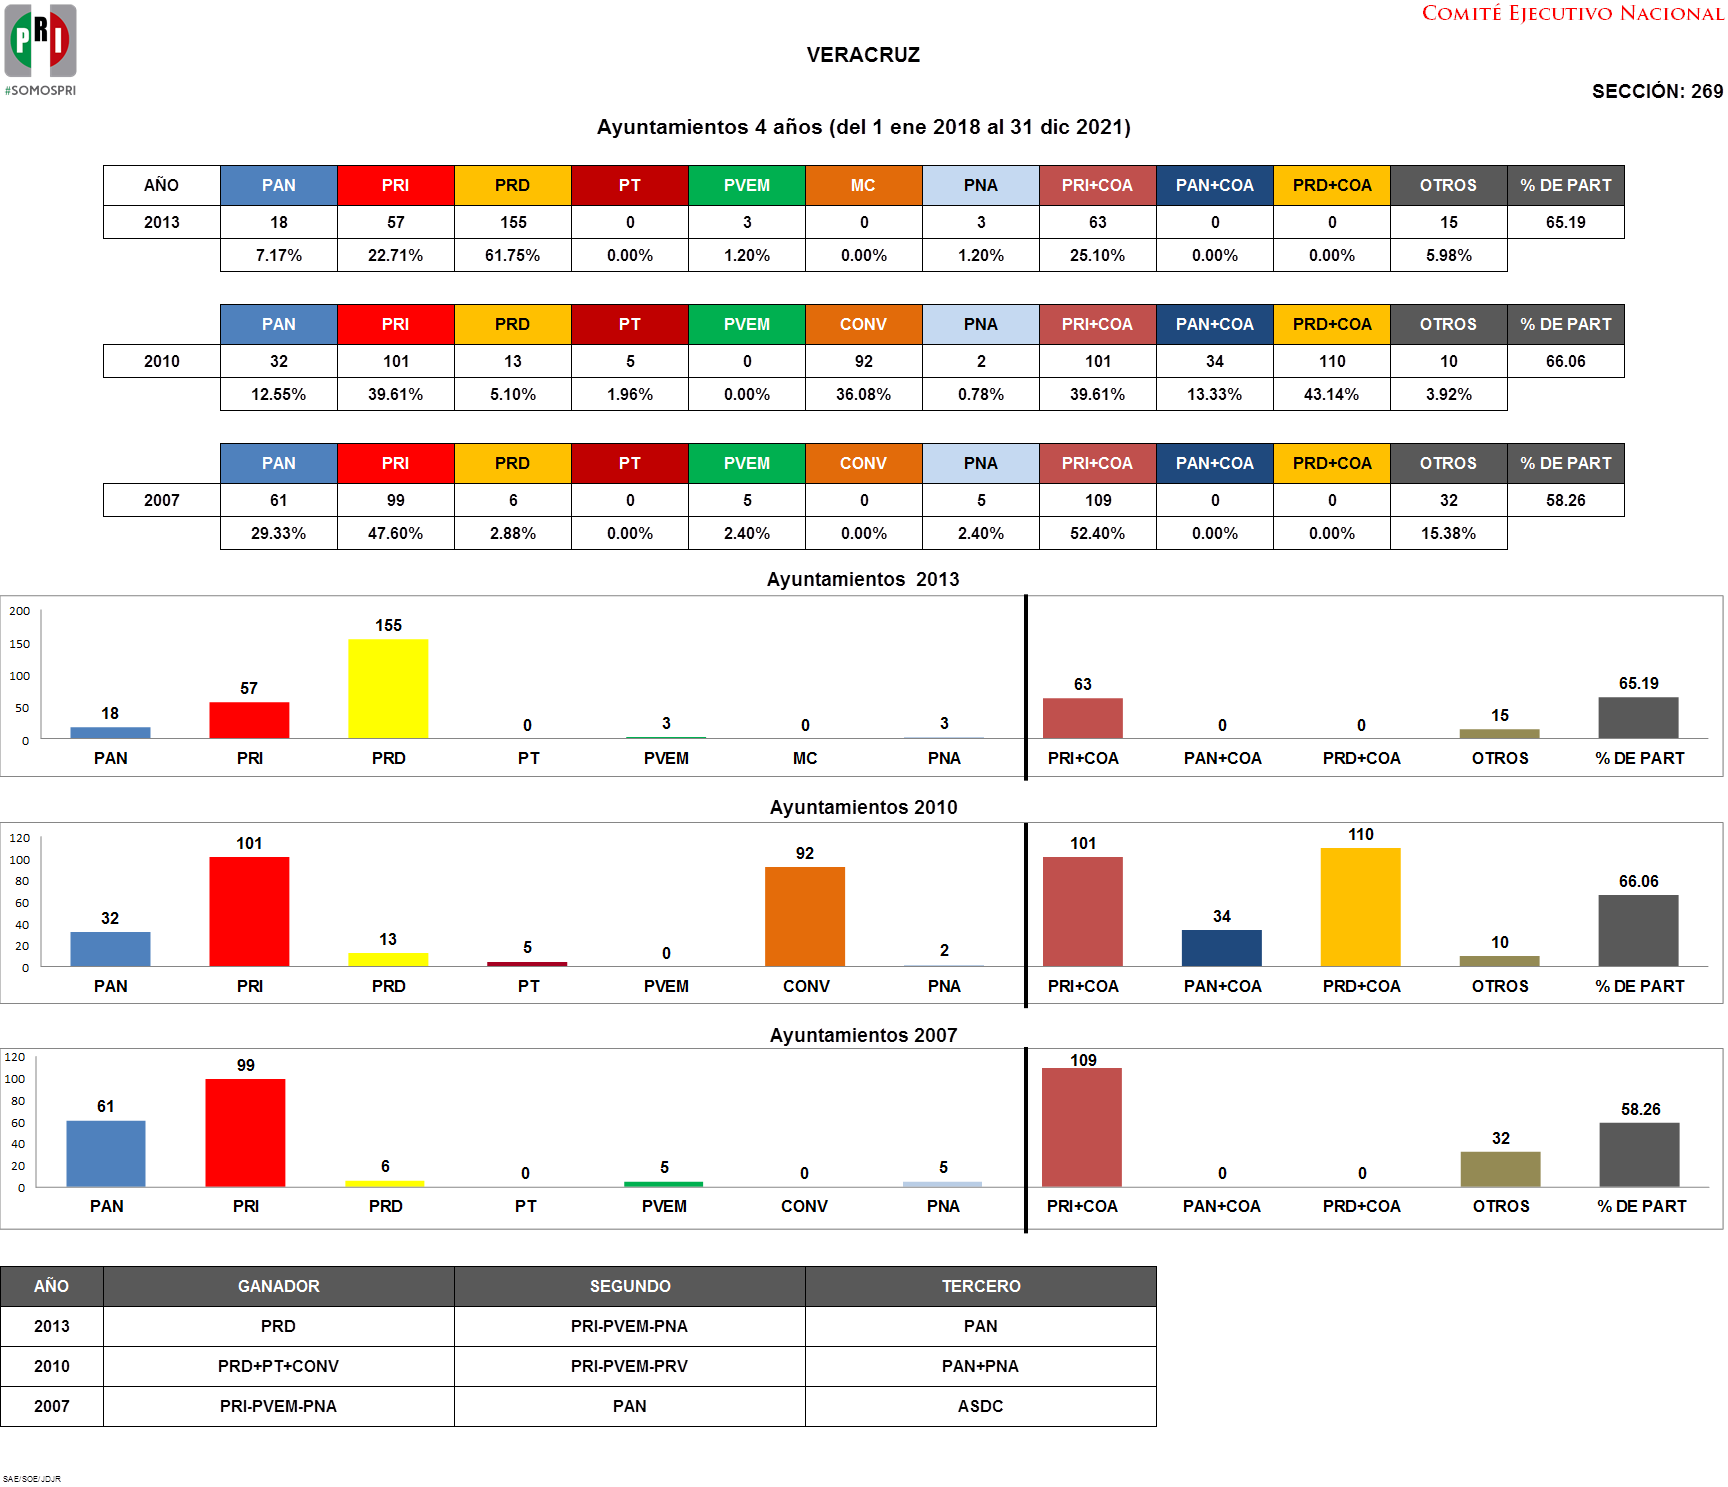 PRI
#SOMOSPRI
COMITÉ EJECUTIVO NACIONAL
VERACRUZ
SECCIÓN: 269
Ayuntamientos 4 años (del 1 ene 2018 al 31 dic 2021)
AÑO PAN PRI PRD PT PVEM MC PNA PRI+COA PAN+COA PRD+COA OTROS % DE PART
2013 18 57 155 0 3 0 3 63 0 0 15 65.19
7.17% 22.71% 61.75% 0.00% 1.20% 0.00% 1.20% 25.10% 0.00% 0.00% 5.98%
PAN PRI PRD PT PVEM CONV PNA PRI+COA PAN+COA PRD+COA OTROS % DE PART
2010 32 101 13 5 0 92 2 101 34 110 10 66.06
12.55% 39.61% 5.10% 1.96% 0.00% 36.08% 0.78% 39.61% 13.33% 43.14% 3.92%
PAN PRI PRD PT PVEM CONV PNA PRI+COA PAN+COA PRD+COA OTROS % DE PART
2007 61 99 6 0 5 0 5 109 0 0 32 58.26
29.33% 47.60% 2.88% 0.00% 2.40% 0.00% 2.40% 52.40% 0.00% 0.00% 15.38%
Ayuntamientos 2013
200
150
100
50
0
18 57 155 0 3 0 3 63 0 0 15 65.19
PAN PRI PRD PT PVEM MC PNA PRI+COA PAN+COA PRD+COA OTROS % DE PART
Ayuntamientos 2010
120
100
80
60
40
20
0
32 101 13 5 0 92 2 101 34 110 10 66.06
PAN PRI PRD PT PVEM CONV PNA PRI+COA PAN+COA PRD+COA OTROS % DE PART
Ayuntamientos 2007
120
100
80
60
40
20
0
61 99 6 0 5 0 5 109 0 0 32 58.26
PAN PRI PRD PT PVEM CONV PNA PRI+COA PAN+COA PRD+COA OTROS % DE PART
AÑO GANADOR SEGUNDO TERCERO
2013 PRD PRI-PVEM-PNA PAN
2010 PRD+PT+CONV PRI-PVEM-PRV PAN+PNA
2007 PRI-PVEM-PNA PAN ASDC
SAE/SOE/JDJR